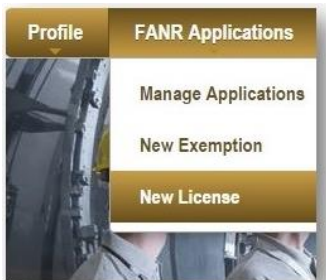 Profile
FANR Applications
Manage Applications
New Exemption
New License